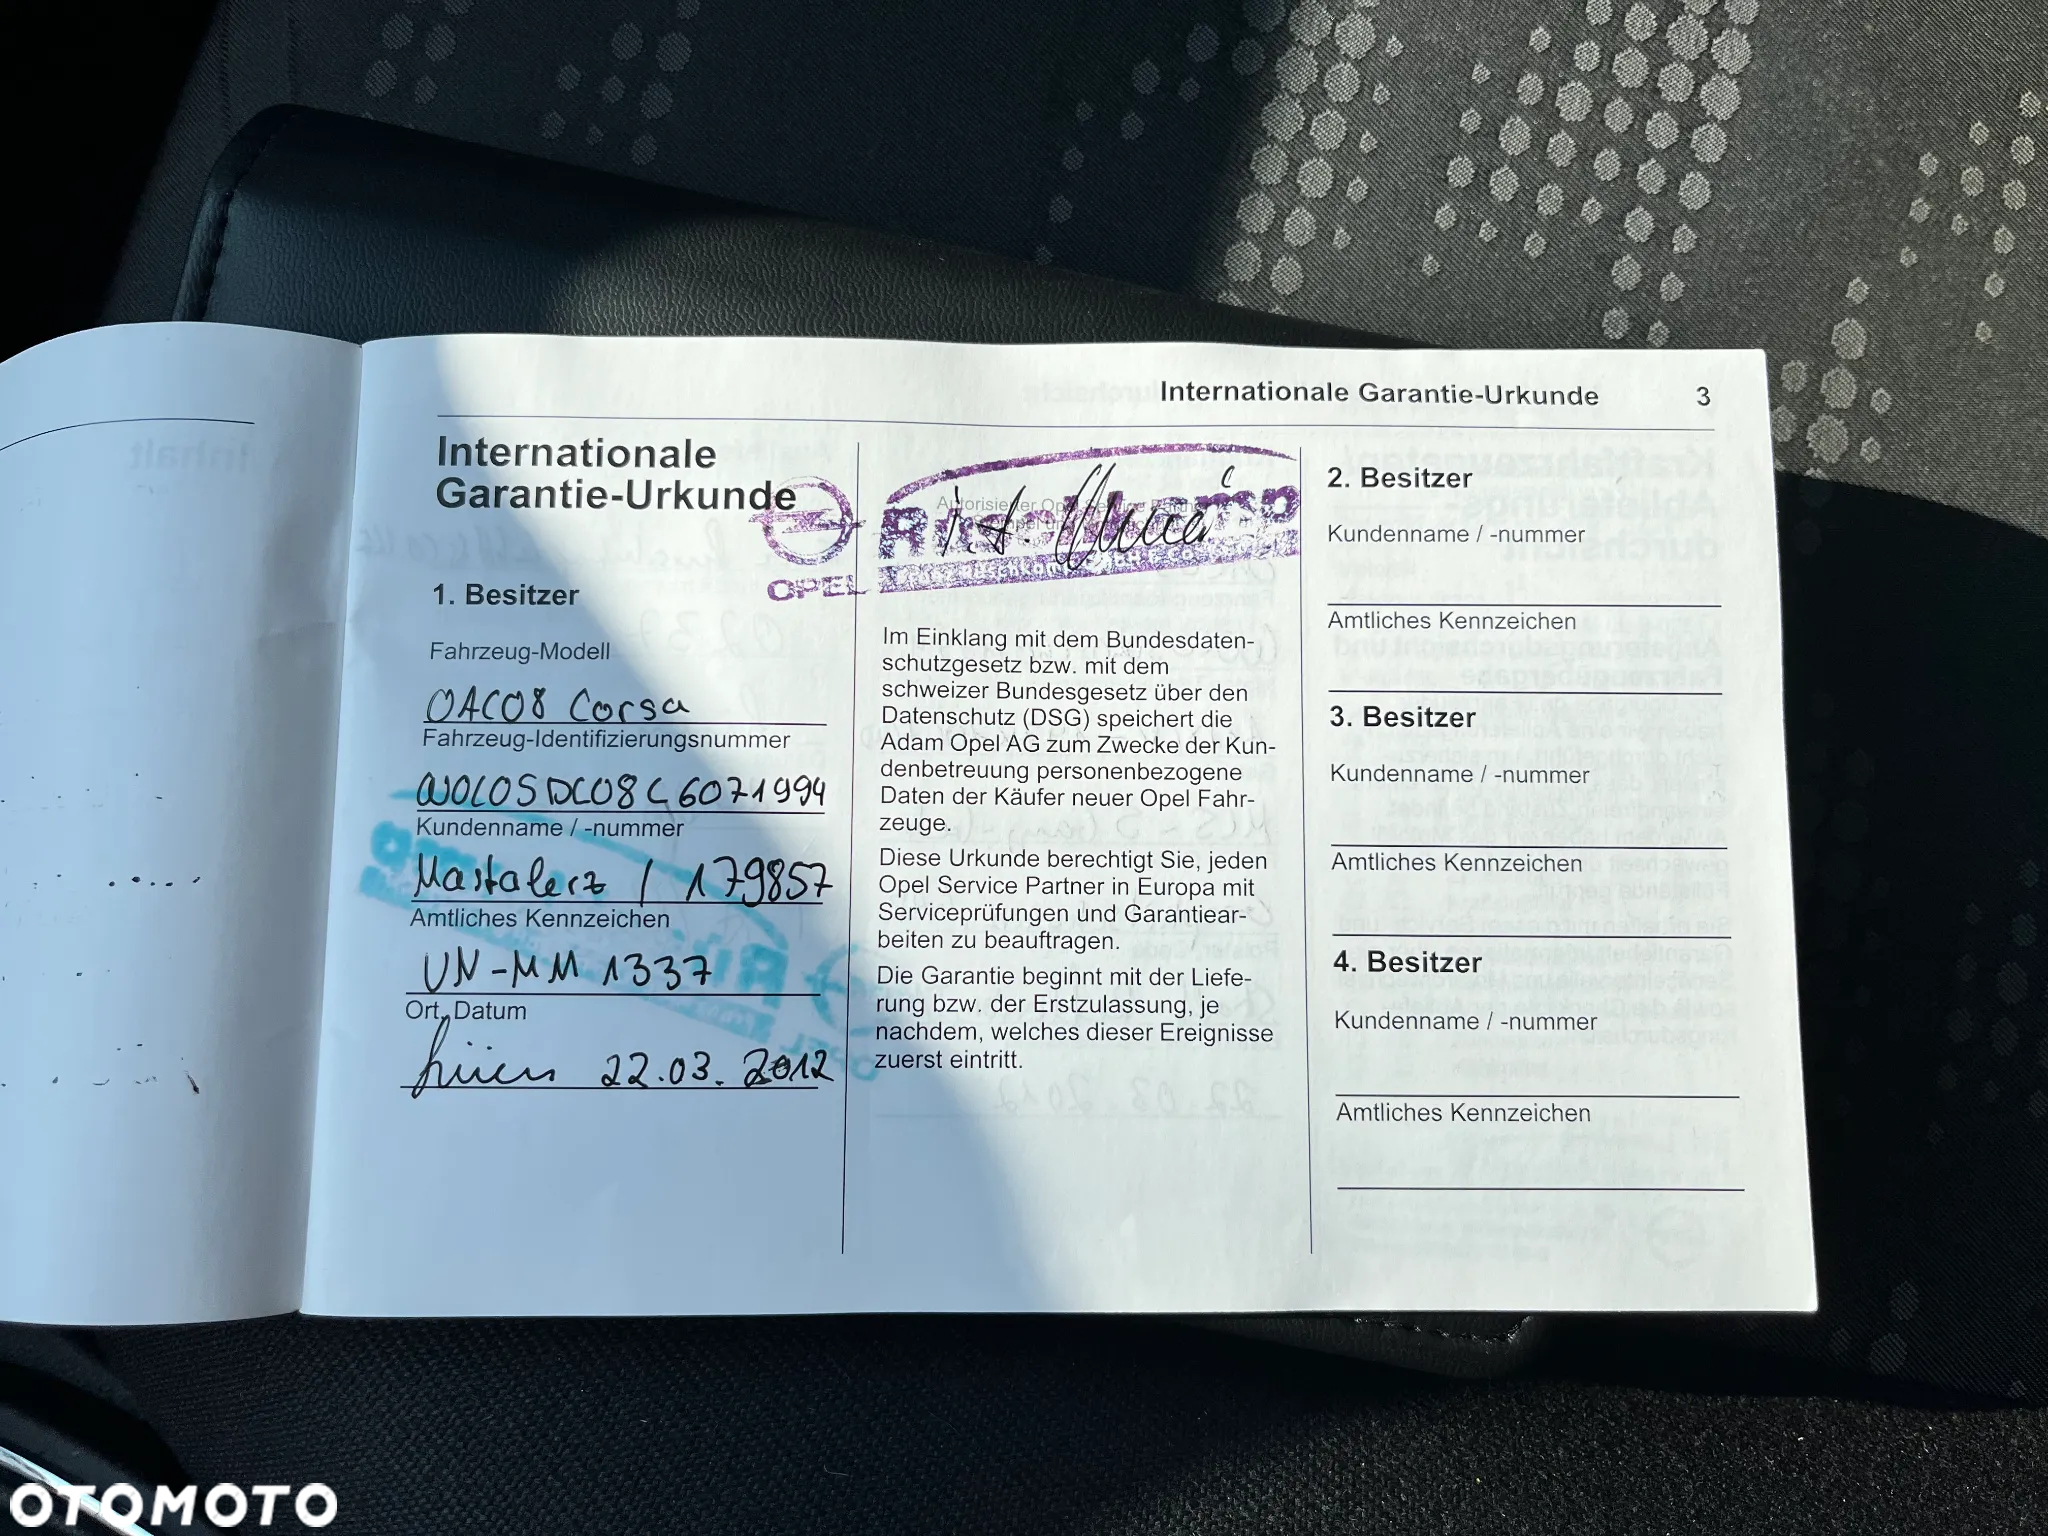 Internationale Garantie-Urkunde 3
Internationale
Garantie-Urkunde
1. Besitzer
Fahrzeug-Modell
OAC08 Corsa
Fahrzeug-Identifizierungsnummer
W0L0SDC08C6071994
Kundenname / -nummer
Mastalerz / 179857
Amtliches Kennzeichen
UN-MM 1337
Ort, Datum
22.03.2012
OPEL
i.A.
Im Einklang mit dem Bundesdaten-
schutzgesetz bzw. mit dem
schweizer Bundesgesetz über den
Datenschutz (DSG) speichert die
Adam Opel AG zum Zwecke der Kun-
denbetreuung personenbezogene
Daten der Käufer neuer Opel Fahr-
zeuge.
Diese Urkunde berechtigt Sie, jeden
Opel Service Partner in Europa mit
Serviceprüfungen und Garantiear-
beiten zu beauftragen.
Die Garantie beginnt mit der Liefe-
rung bzw. der Erstzulassung, je
nachdem, welches dieser Ereignisse
zuerst eintritt.
2. Besitzer
Kundenname / -nummer
Amtliches Kennzeichen
3. Besitzer
Kundenname / -nummer
Amtliches Kennzeichen
4. Besitzer
Kundenname / -nummer
Amtliches Kennzeichen
OTOMOTO